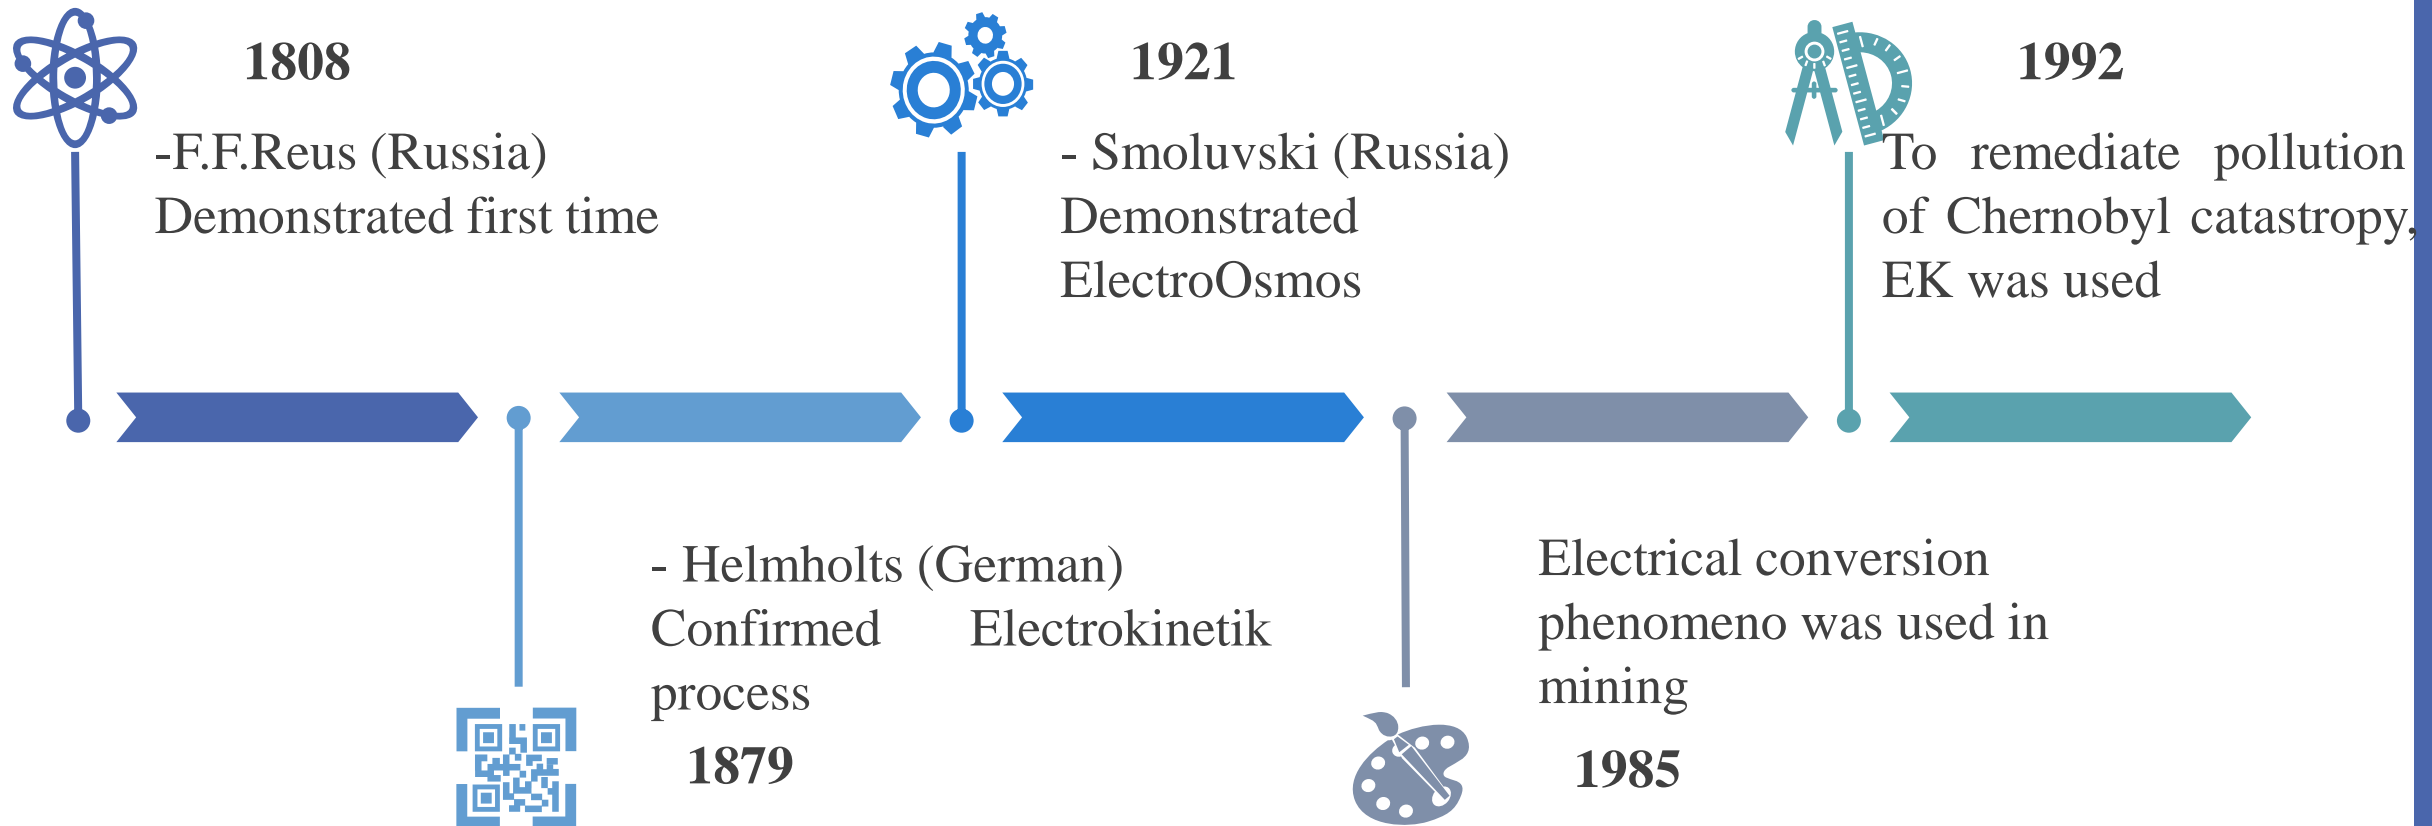 1808
-F.F.Reus (Russia)
Demonstrated first time
- Helmholts (German)
Confirmed Electrokinetik
process
1879
1921
- Smoluvski (Russia)
Demonstrated
ElectroOsmos
Electrical conversion
phenomeno was used in
mining
1985
1992
To remediate pollution
of Chernobyl catastropy,
EK was used